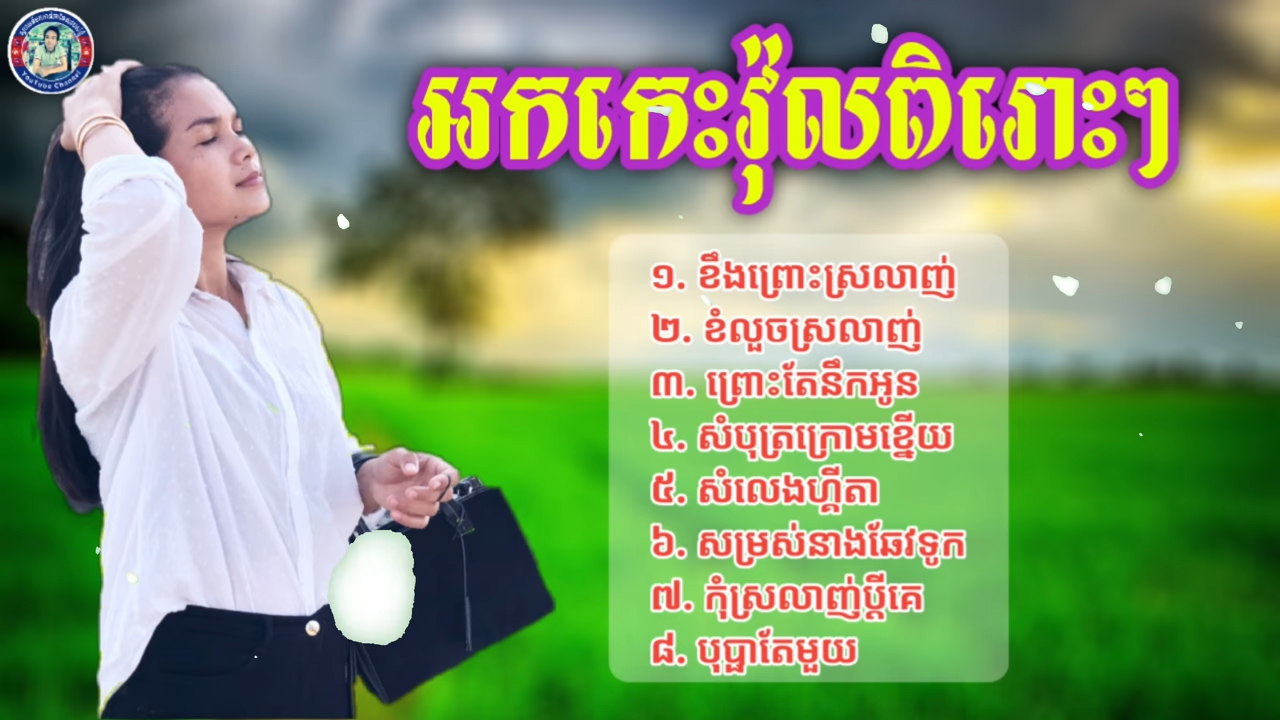 អកកេះវ៉ុលពិរោះៗ
១. ខឹងព្រោះស្រលាញ់
២. ខំលួចស្រលាញ់
៣. ព្រោះតែនឹកអូន
៤. សំបុត្រក្រោមខ្នើយ
៥. សំលេងហ្គីតា
៦. សម្រស់នាងឆែវទូក
៧. កុំស្រលាញ់ប្តីគេ
៨. បុប្ផាតែមួយ
YouTube Channel